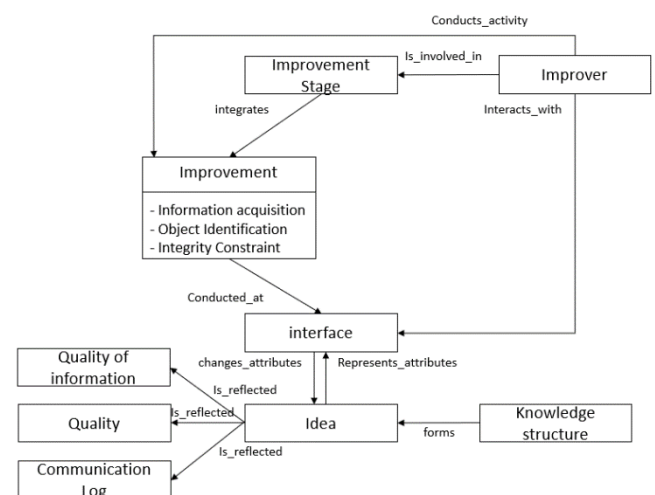 Conducts_activity
Improvement
Stage
Is_involved_in
Improver
integrates
Interacts_with
Improvement
- Information acquisition
- Object Identification
- Integrity Constraint
Conducted_at
interface
Quality of
information
changes_attributes
Represents_attributes
Is_reflected
Quality
Is_reflected
Idea
forms
Knowledge
structure
Is_reflected
Communication
Log